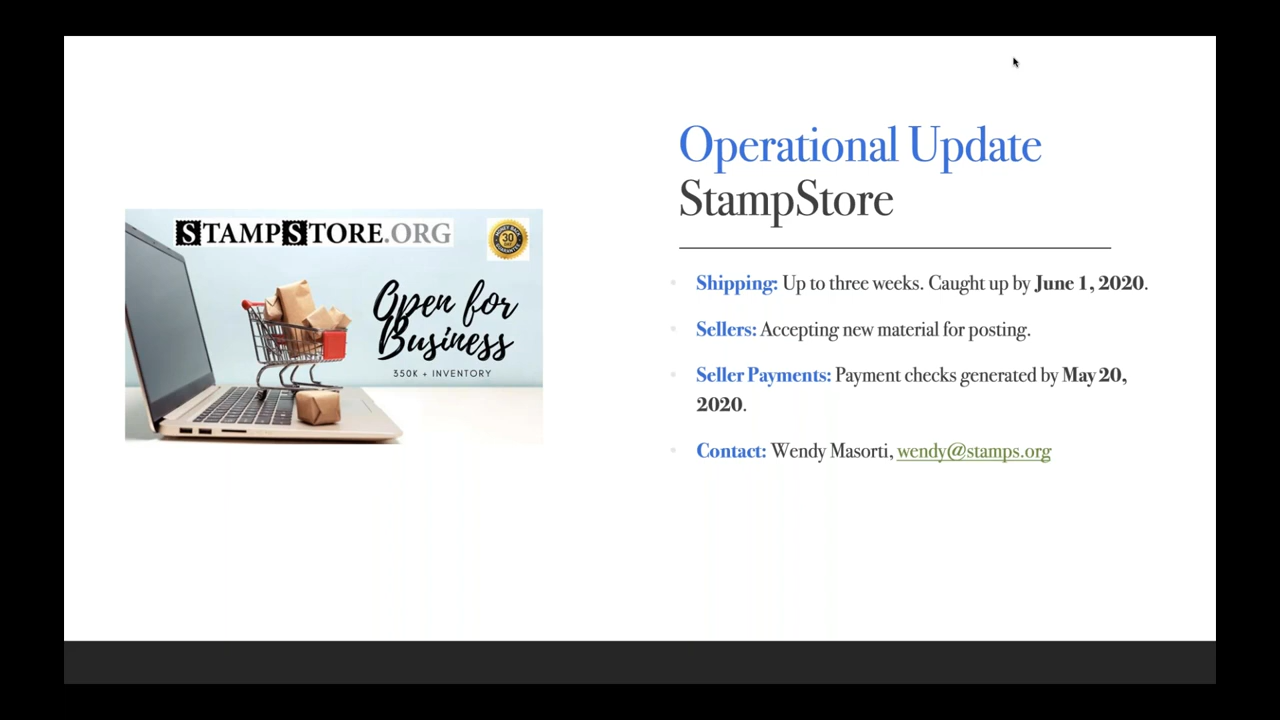 STAMPSTORE.ORG
30
Open for
Business
350K + INVENTORY
Operational Update
StampStore
Shipping: Up to three weeks. Caught up by June 1, 2020.
Sellers: Accepting new material for posting.
Seller Payments: Payment checks generated by May 20,
2020.
Contact: Wendy Masorti, wendy@stamps.org